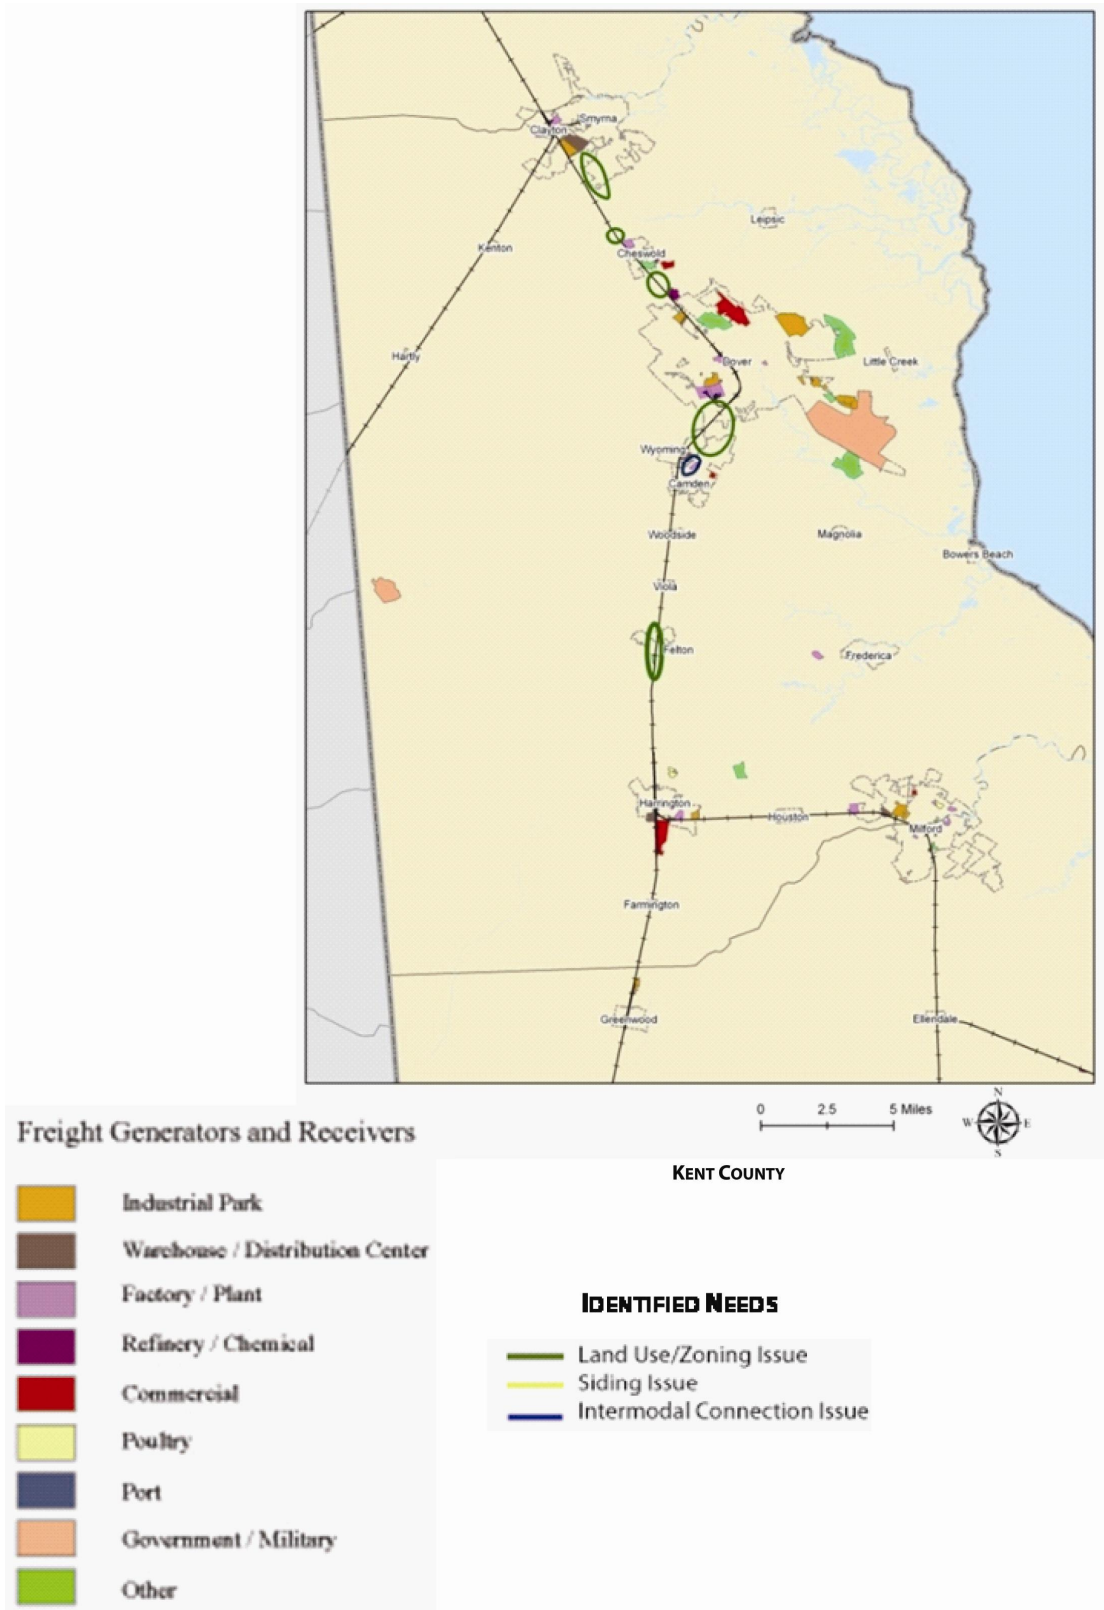 Smyrna
Clayton
Leipsic
Kenton
Cheswold
Hartly
Dover
Little Creek
Wyoming
Camden
Woodside
Magnolia
Bowers Beach
Viola
Felton
Frederica
Harrington
Houston
Milford
Farmington
Greenwood
Ellendale
0 2.5 5 Miles
N
W E
S
KENT COUNTY
Freight Generators and Receivers
Industrial Park
Warehouse / Distribution Center
Factory / Plant
Refinery / Chemical
Commercial
Poultry
Port
Government / Military
Other
IDENTIFIED NEEDS
Land Use/Zoning Issue
Siding Issue
Intermodal Connection Issue